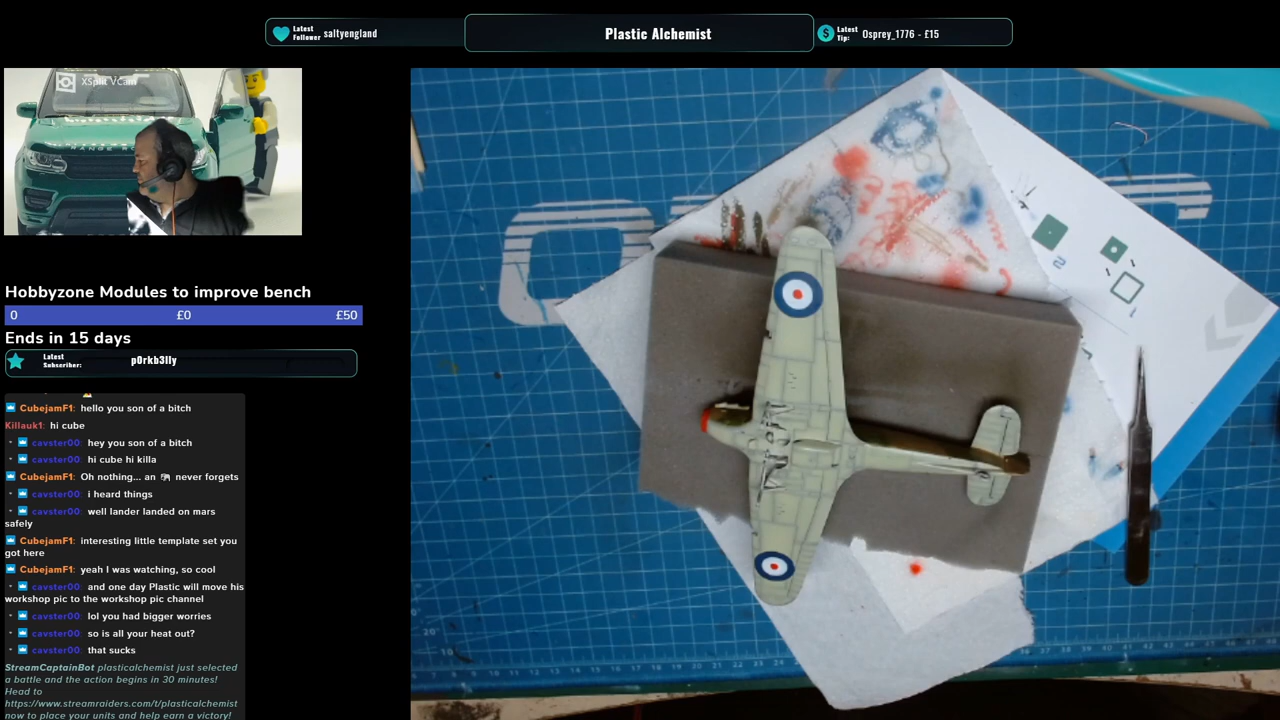 Latest
Follower
saltyengland
Plastic Alchemist
Latest
Tip:
Osprey_1776 - £15
XSplit VCam
RANGE RO
Hobbyzone Modules to improve bench
0 £0 £50
Ends in 15 days
Latest
Subscriber:
p0rkb3lly
CubejamF1: hello you son of a bitch
Killauk1: hi cube
cavster00: hey you son of a bitch
cavster00: hi cube hi killa
CubejamF1: Oh nothing... an 🐘 never forgets
cavster00: i heard things
cavster00: well lander landed on mars
safely
CubejamF1: interesting little template set you
got here
CubejamF1: yeah I was watching, so cool
cavster00: and one day Plastic will move his
workshop pic to the workshop pic channel
cavster00: lol you had bigger worries
cavster00: so is all your heat out?
cavster00: that sucks
StreamCaptainBot plasticalchemist just selected
a battle and the action begins in 30 minutes!
Head to
https://www.streamraiders.com/t/plasticalchemist
now to place your units and help earn a victory!